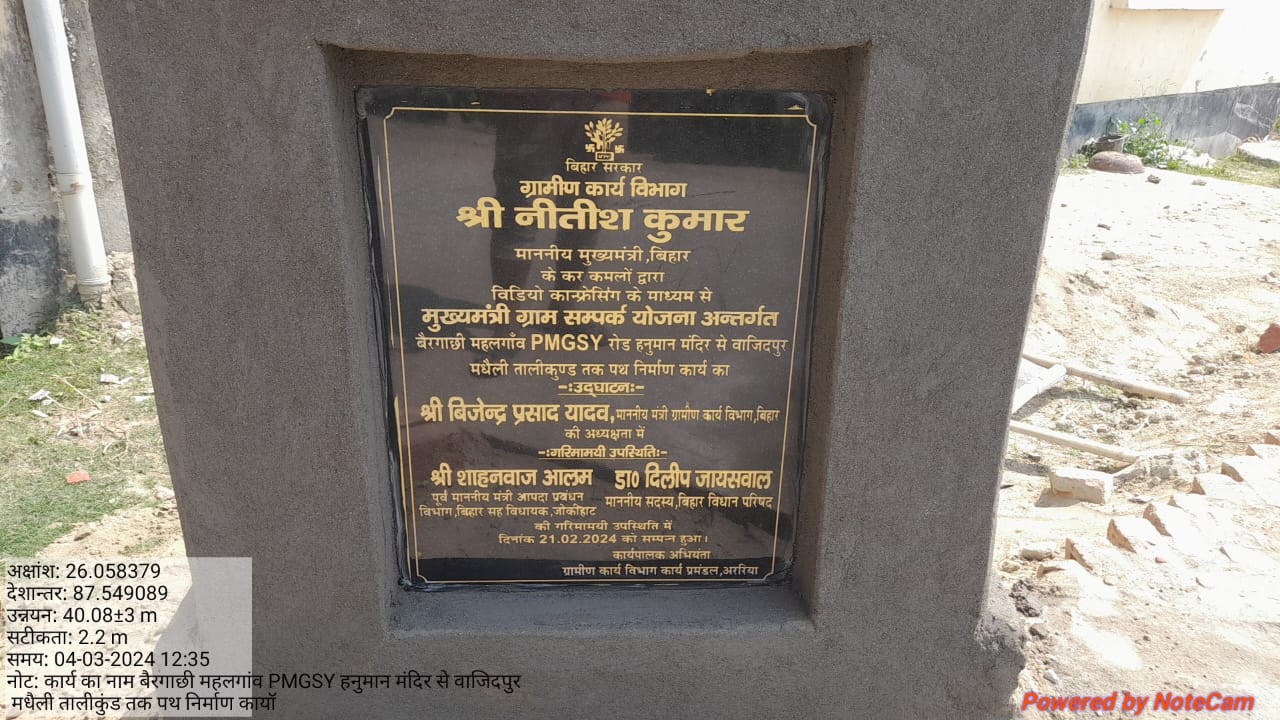 बिहार सरकार
ग्रामीण कार्य विभाग
श्री नीतीश कुमार
माननीय मुख्यमंत्री ,बिहार
के कर कमलों द्वारा
विडियो कान्फ्रेसिंग के माध्यम से
मुख्यमंत्री ग्राम सम्पर्क योजना अन्तर्गत
बैरगाछी महलगाँव PMGSY रोड हनुमान मंदिर से वाजिदपुर
मधैली तालीकुण्ड तक पथ निर्माण कार्य का
-:उद्घाटन:-
श्री बिजेन्द्र प्रसाद यादव, माननीय मंत्री ग्रामीण कार्य विभाग,बिहार
की अध्यक्षता में
-:गरिमामयी उपस्थिति:-
श्री शाहनवाज आलम डा० दिलीप जायसवाल
पूर्व माननीय मंत्री आपदा प्रबंधन माननीय सदस्य,बिहार विधान परिषद
विभाग,बिहार सह विधायक,जोकीहाट
की गरिमामयी उपस्थिति में
दिनांक 21.02.2024 को सम्पन्न हुआ।
कार्यपालक अभियंता
ग्रामीण कार्य विभाग कार्य प्रमंडल,अररिया
अक्षांश: 26.058379
देशान्तर: 87.549089
उन्नयन: 40.08±3 m
सटीकता: 2.2 m
समय: 04-03-2024 12:35
नोट: कार्य का नाम बैरगाछी महलगांव PMGSY हनुमान मंदिर से वाजिदपुर
मधैली तालीकुंड तक पथ निर्माण कार्यो
Powered by NoteCam